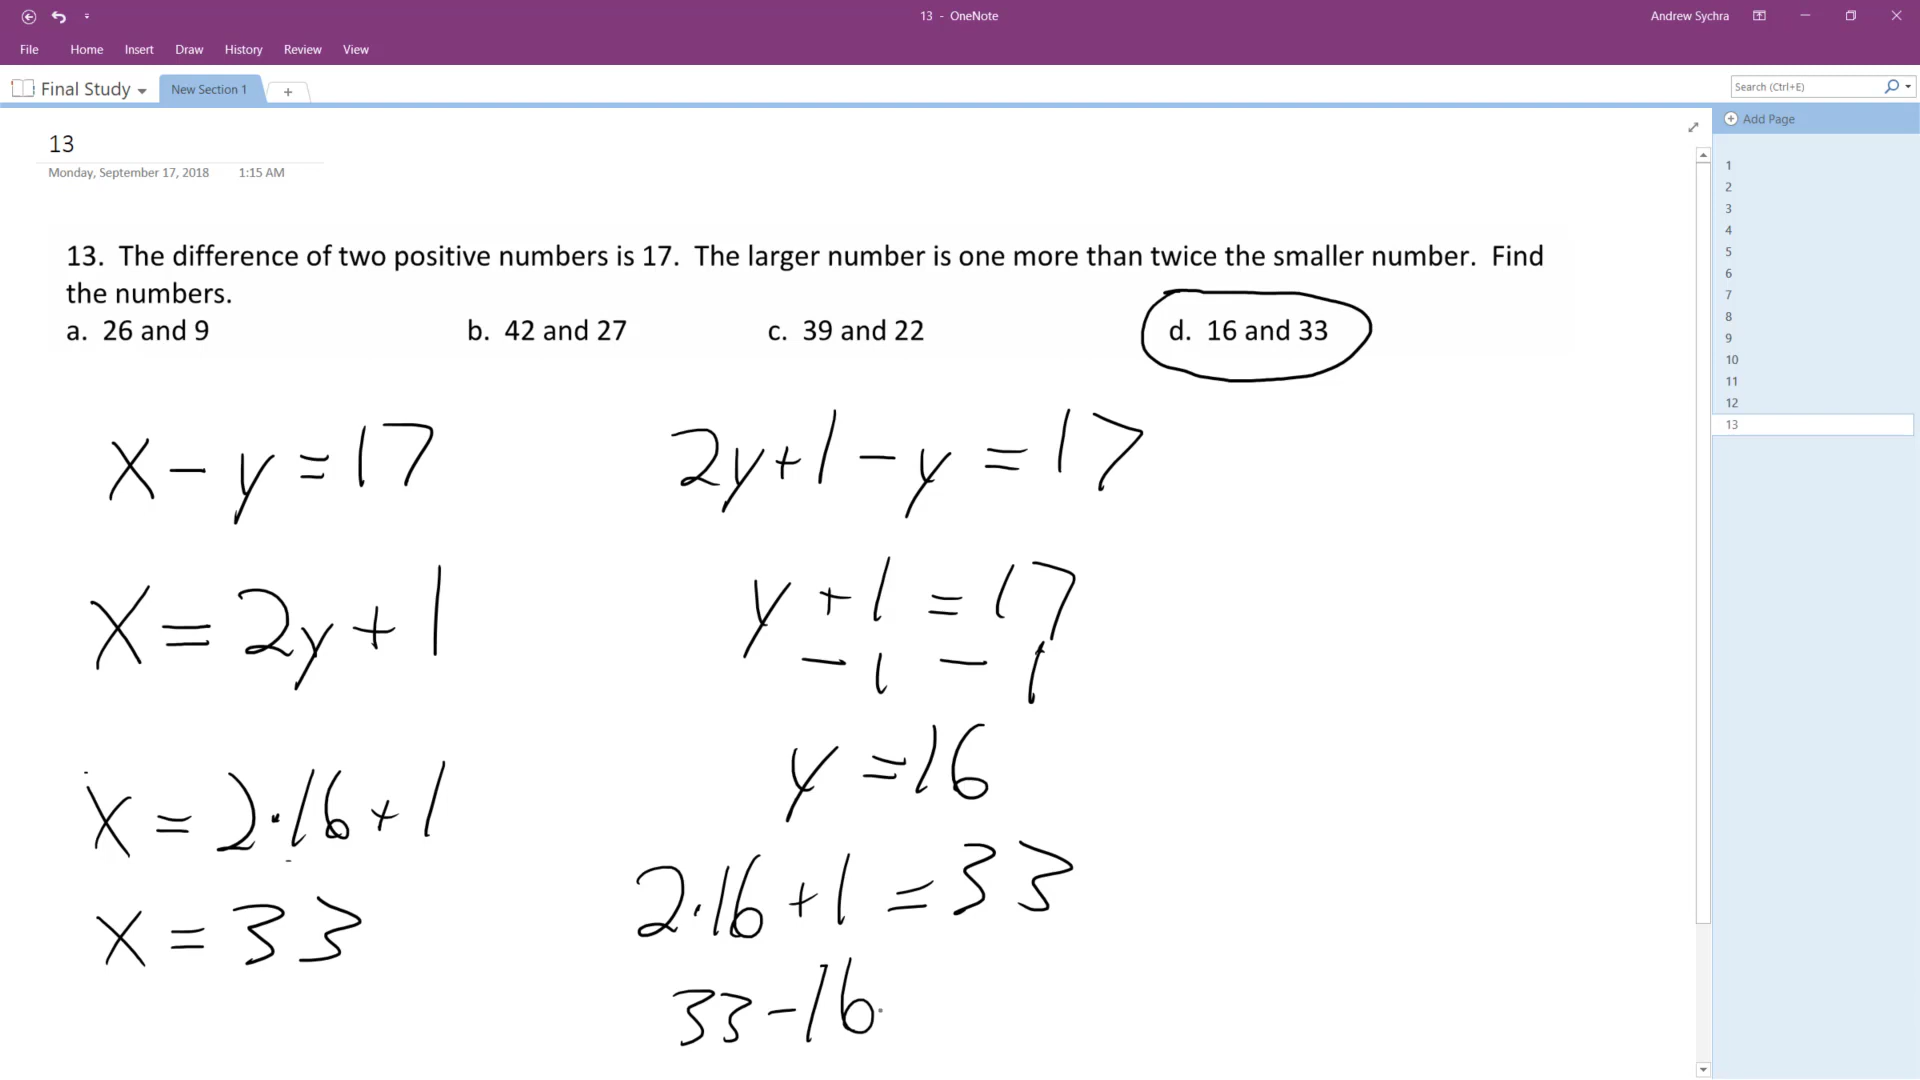 13 - OneNote
Andrew Sychra
File Home Insert Draw History Review View
Final Study
New Section 1
+
Search (Ctrl+E)
Add Page
13
Monday, September 17, 2018 1:15 AM
13. The difference of two positive numbers is 17. The larger number is one more than twice the smaller number. Find
the numbers.
a. 26 and 9 b. 42 and 27 c. 39 and 22 d. 16 and 33
x - y = 17
x = 2y + 1
x = 2·16 + 1
x = 33
2y + 1 - y = 17
y + 1 = 17
- 1 - 1
y = 16
2·16 + 1 = 33
33 - 16
1
2
3
4
5
6
7
8
9
10
11
12
13